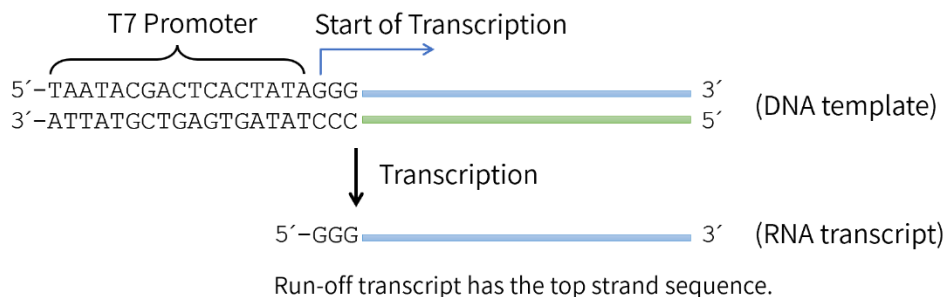 T7 Promoter Start of Transcription
5´–TAATACGACTCACTATAGGG 3´
3´–ATTATGCTGAGTGATATCCC 5´
(DNA template)
Transcription
5´–GGG 3´ (RNA transcript)
Run-off transcript has the top strand sequence.